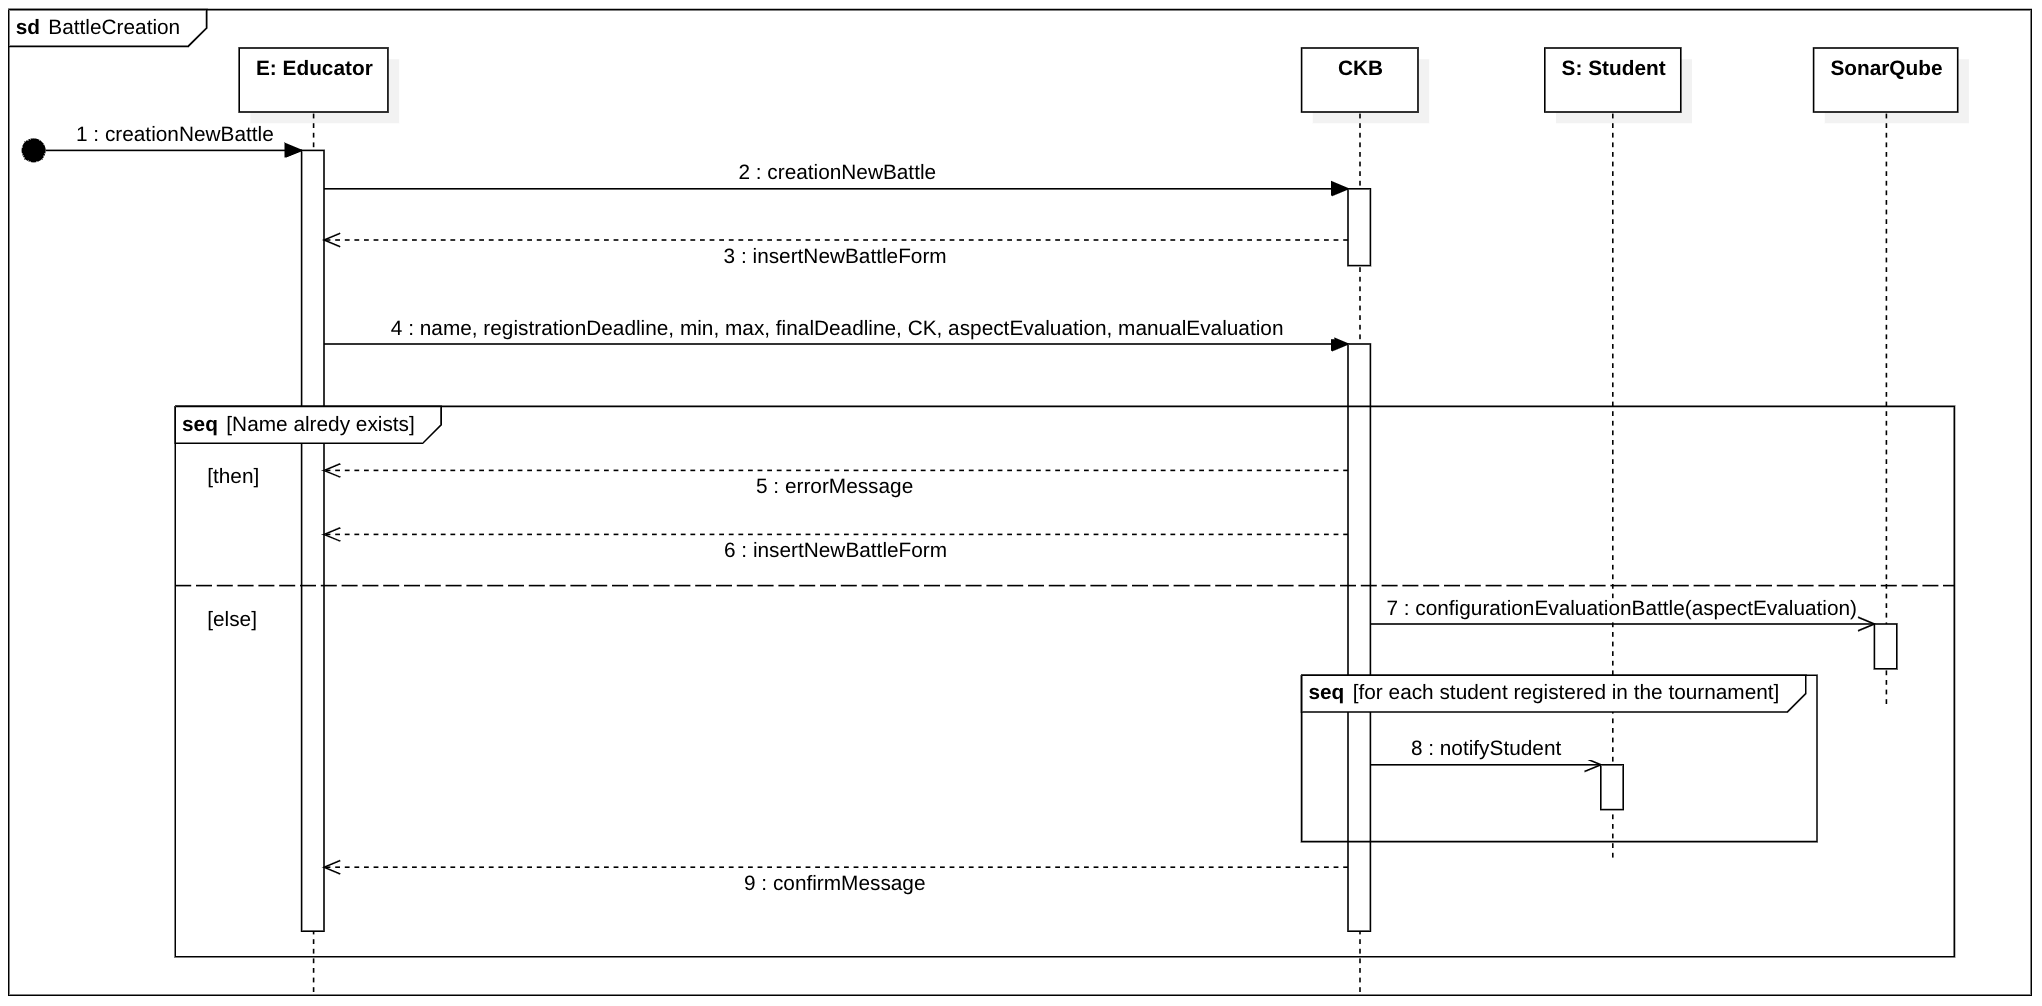 sd BattleCreation
E: Educator
CKB
S: Student
SonarQube
1 : creationNewBattle
2 : creationNewBattle
3 : insertNewBattleForm
4 : name, registrationDeadline, min, max, finalDeadline, CK, aspectEvaluation, manualEvaluation
seq [Name alredy exists]
[then]
5 : errorMessage
6 : insertNewBattleForm
[else]
7 : configurationEvaluationBattle(aspectEvaluation)
seq [for each student registered in the tournament]
8 : notifyStudent
9 : confirmMessage